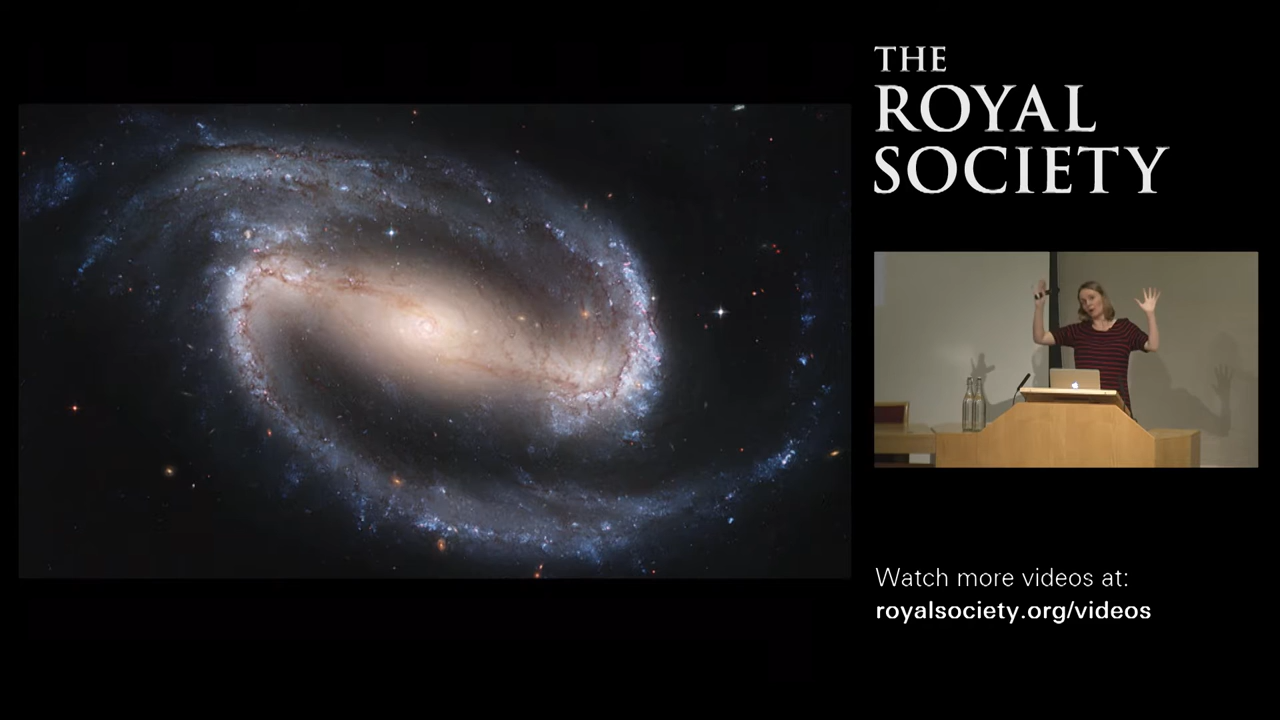 THE
ROYAL
SOCIETY
Watch more videos at:
royalsociety.org/videos